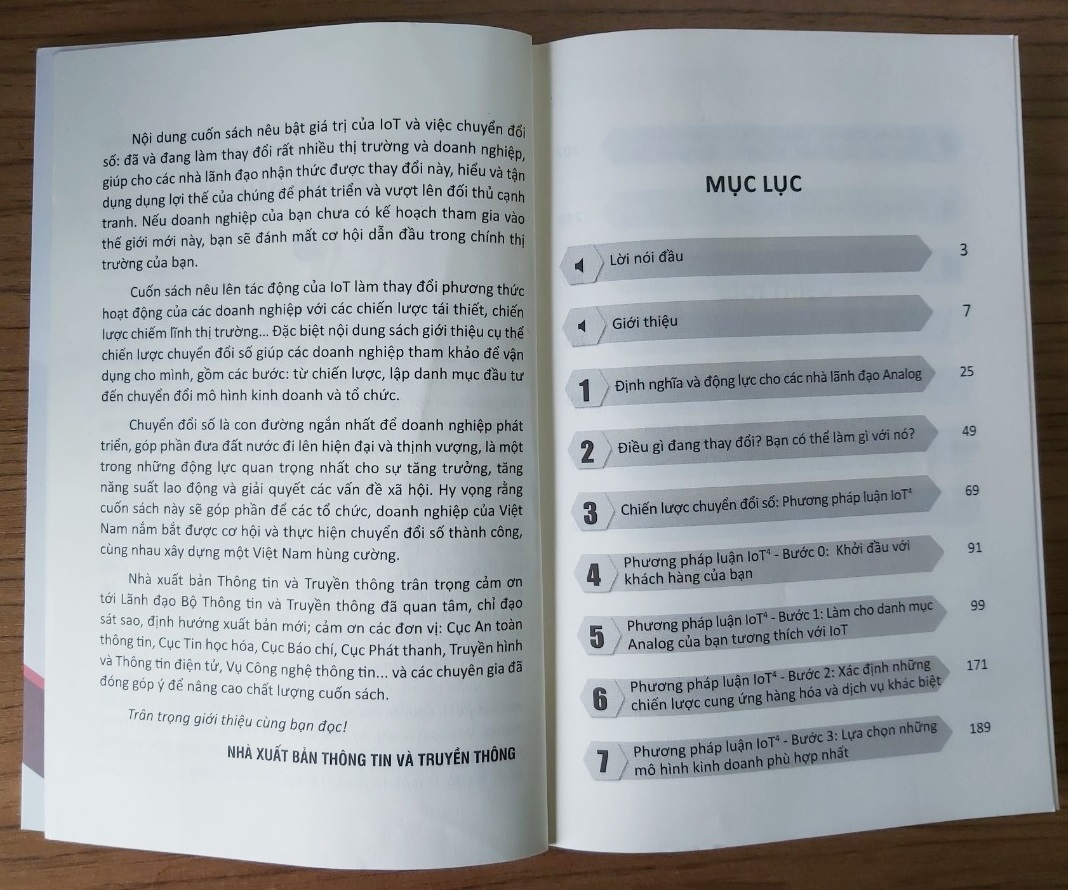 Nội dung cuốn sách nêu bật giá trị của IoT và việc chuyển đổi
số: đã và đang làm thay đổi rất nhiều thị trường và doanh nghiệp,
giúp cho các nhà lãnh đạo nhận thức được thay đổi này, hiểu và tận
dụng dụng lợi thế của chúng để phát triển và vượt lên đối thủ cạnh
tranh. Nếu doanh nghiệp của bạn chưa có kế hoạch tham gia vào
thế giới mới này, bạn sẽ đánh mất cơ hội dẫn đầu trong chính thị
trường của bạn.
Cuốn sách nêu lên tác động của IoT làm thay đổi phương thức
hoạt động của các doanh nghiệp với các chiến lược tái thiết, chiến
lược chiếm lĩnh thị trường... Đặc biệt nội dung sách giới thiệu cụ thể
chiến lược chuyển đổi số giúp các doanh nghiệp tham khảo để vận
dụng cho mình, gồm các bước: từ chiến lược, lập danh mục đầu tư
đến chuyển đổi mô hình kinh doanh và tổ chức.
Chuyển đổi số là con đường ngắn nhất để doanh nghiệp phát
triển, góp phần đưa đất nước đi lên hiện đại và thịnh vượng, là một
trong những động lực quan trọng nhất cho sự tăng trưởng, tăng
năng suất lao động và giải quyết các vấn đề xã hội. Hy vọng rằng
cuốn sách này sẽ góp phần để các tổ chức, doanh nghiệp của Việt
Nam nắm bắt được cơ hội và thực hiện chuyển đổi số thành công,
cùng nhau xây dựng một Việt Nam hùng cường.
Nhà xuất bản Thông tin và Truyền thông trân trọng cảm ơn
tới Lãnh đạo Bộ Thông tin và Truyền thông đã quan tâm, chỉ đạo
sát sao, định hướng xuất bản mới; cảm ơn các đơn vị: Cục An toàn
thông tin, Cục Tin học hóa, Cục Báo chí, Cục Phát thanh, Truyền hình
và Thông tin điện tử, Vụ Công nghệ thông tin... và các chuyên gia đã
đóng góp ý để nâng cao chất lượng cuốn sách.
Trân trọng giới thiệu cùng bạn đọc!
NHÀ XUẤT BẢN THÔNG TIN VÀ TRUYỀN THÔNG
MỤC LỤC
Lời nói đầu 3
Giới thiệu 7
1 Định nghĩa và động lực cho các nhà lãnh đạo Analog 25
2 Điều gì đang thay đổi? Bạn có thể làm gì với nó? 49
3 Chiến lược chuyển đổi số: Phương pháp luận IoT⁴ 69
4 Phương pháp luận IoT⁴ - Bước 0: Khởi đầu với 91
khách hàng của bạn
5 Phương pháp luận IoT⁴ - Bước 1: Làm cho danh mục 99
Analog của bạn tương thích với IoT
6 Phương pháp luận IoT⁴ - Bước 2: Xác định những 171
chiến lược cung ứng hàng hóa và dịch vụ khác biệt
7 Phương pháp luận IoT⁴ - Bước 3: Lựa chọn những 189
mô hình kinh doanh phù hợp nhất